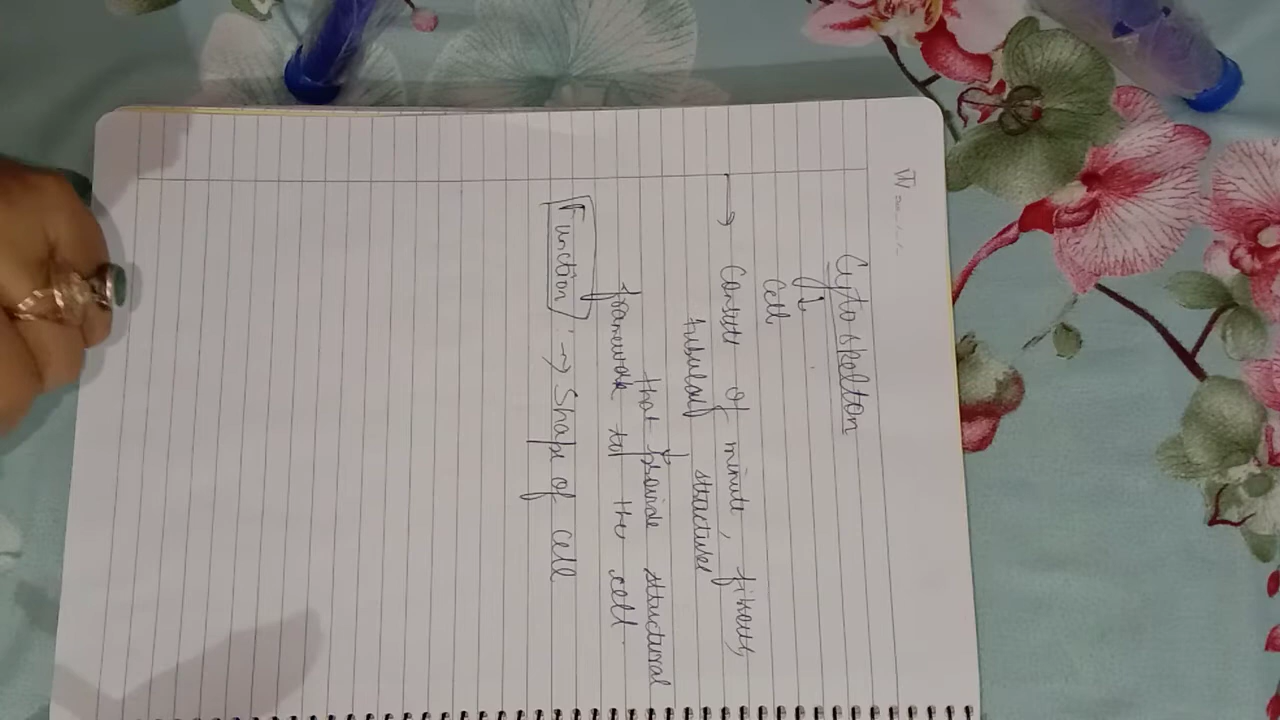 Cyto skelton
Cell
→ Consists of minute, fibrous,
tubular structures
that provide structural
framework to the cell.
Function : → Shape of cell